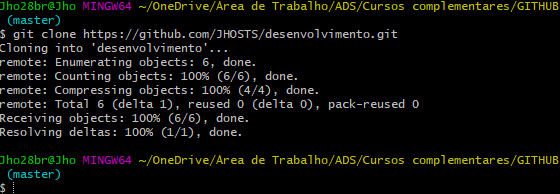 Jho28br@Jho MINGW64 ~/OneDrive/Área de Trabalho/ADS/Cursos complementares/GITHUB
(master)
$ git clone https://github.com/JHOSTS/desenvolvimento.git
Cloning into 'desenvolvimento'...
remote: Enumerating objects: 6, done.
remote: Counting objects: 100% (6/6), done.
remote: Compressing objects: 100% (4/4), done.
remote: Total 6 (delta 1), reused 0 (delta 0), pack-reused 0
Receiving objects: 100% (6/6), done.
Resolving deltas: 100% (1/1), done.
Jho28br@Jho MINGW64 ~/OneDrive/Área de Trabalho/ADS/Cursos complementares/GITHUB
(master)
$